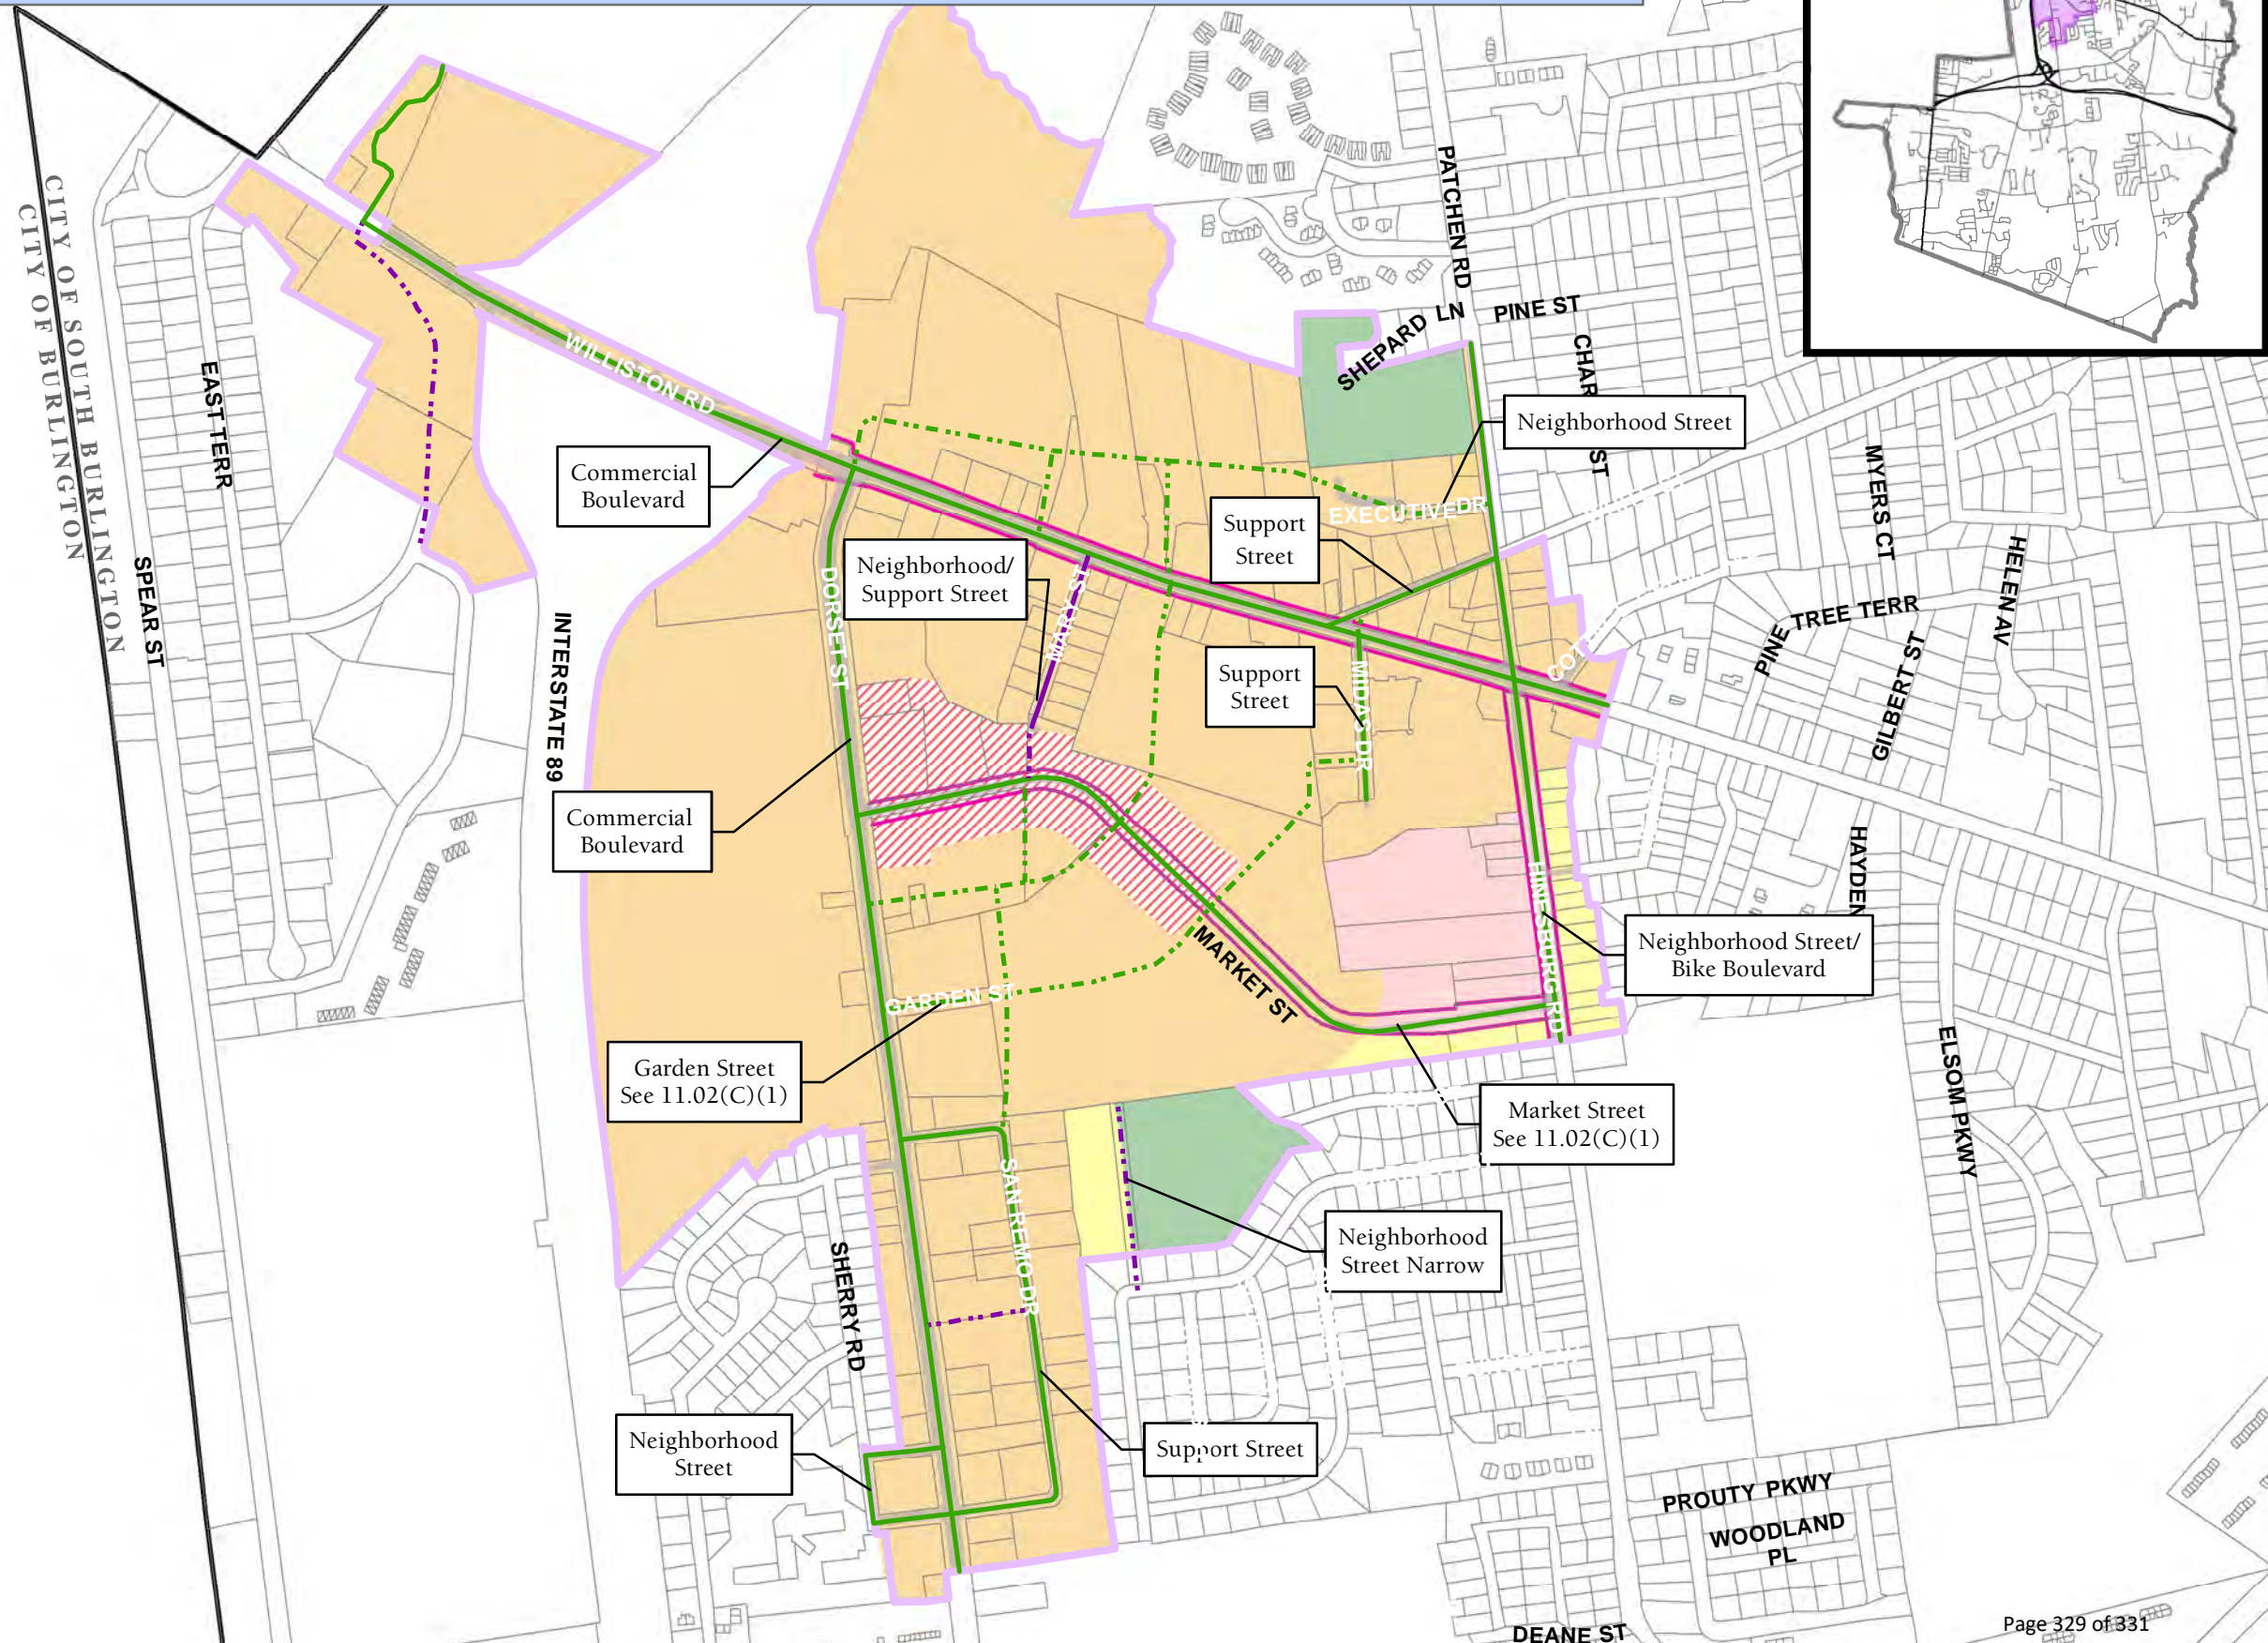 CITY OF SOUTH BURLINGTON
CITY OF BURLINGTON
SPEAR ST
EAST TERR
WILLISTON RD
INTERSTATE 89
DORSET ST
PATCHEN RD
SHEPARD LN
PINE ST
ST
Neighborhood Street
Commercial
Boulevard
Support
Street
EXECUTIVE DR
Neighborhood/
Support Street
MARY ST
MYERS CT
HELEN AV
PINE TREE TERR
GILBERT ST
Support
Street
MIDAS DR
Commercial
Boulevard
HAYDEN
HINESBURG RD
Neighborhood Street/
Bike Boulevard
MARKET ST
GARDEN ST
Garden Street
See 11.02(C)(1)
ELSOM PKWY
Market Street
See 11.02(C)(1)
SAN REMO DR
SHERRY RD
Neighborhood
Street Narrow
Neighborhood
Street
Support Street
PROUTY PKWY
WOODLAND
PL
DEANE ST
Page 329 of 331